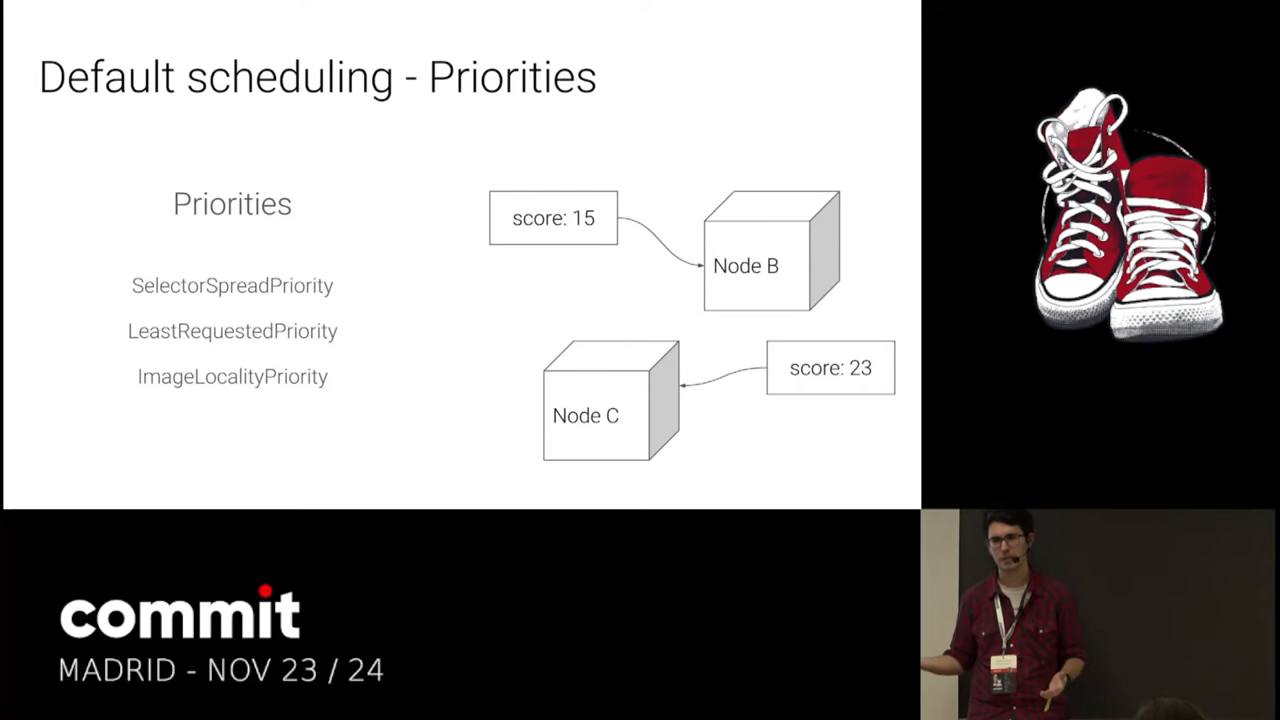 Default scheduling - Priorities
Priorities
SelectorSpreadPriority
LeastRequestedPriority
ImageLocalityPriority
score: 15
Node B
Node C
score: 23
commit
MADRID - NOV 23 / 24